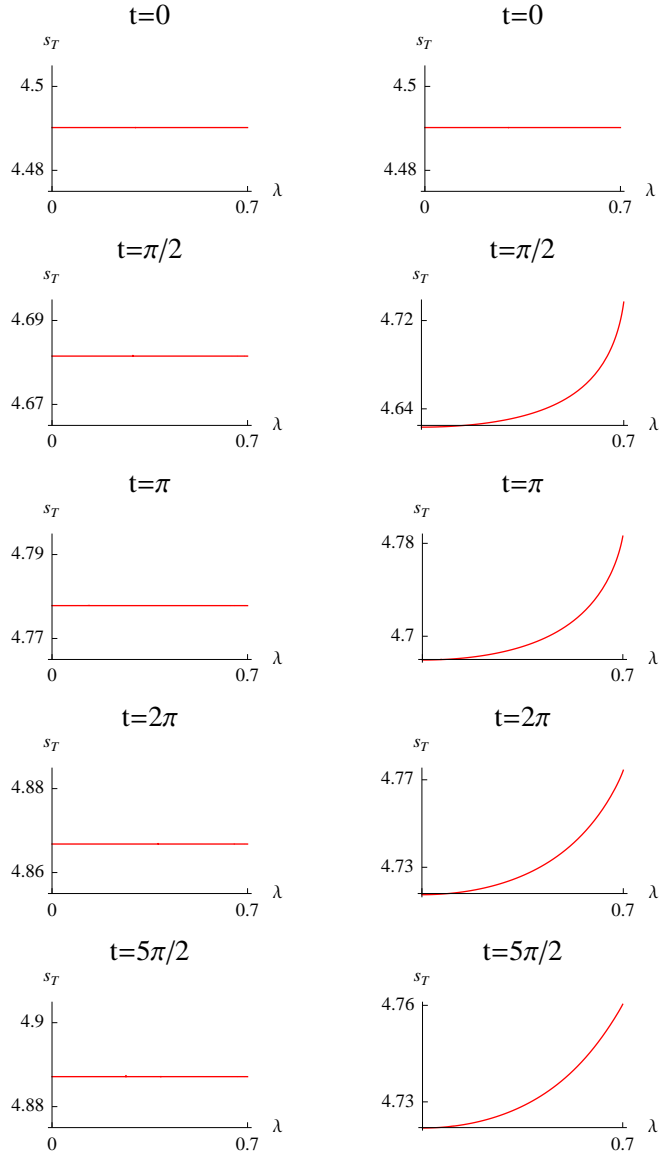 t=0
s_T
4.5
4.48
0
0.7
λ
t=0
s_T
4.5
4.48
0
0.7
λ
t=π/2
s_T
4.69
4.67
0
0.7
λ
t=π/2
s_T
4.72
4.64
0.7
λ
t=π
s_T
4.79
4.77
0
0.7
λ
t=π
s_T
4.78
4.7
0.7
λ
t=2π
s_T
4.88
4.86
0
0.7
λ
t=2π
s_T
4.77
4.73
0.7
λ
t=5π/2
s_T
4.9
4.88
0
0.7
λ
t=5π/2
s_T
4.76
4.73
0.7
λ